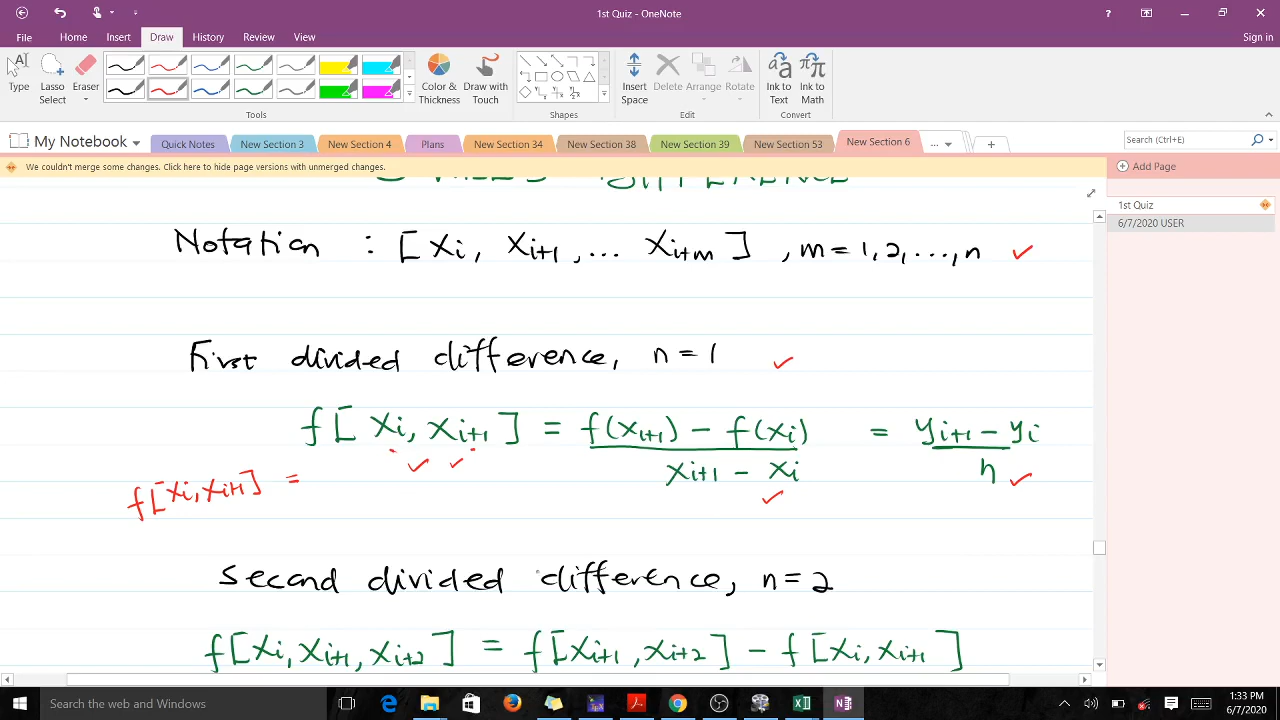 1st Quiz - OneNote
?
File Home Insert Draw History Review View
Sign in
Type
Lasso Select
Eraser
Color & Thickness
Draw with Touch
Insert Space
Delete
Arrange
Rotate
Ink to Text
Ink to Math
Tools
Shapes
Edit
Convert
My Notebook
Quick Notes
New Section 3
New Section 4
Plans
New Section 34
New Section 38
New Section 39
New Section 53
New Section 6
...
Search (Ctrl+E)
We couldn't merge some changes. Click here to hide page versions with unmerged changes.
Add Page
1st Quiz
6/7/2020 USER
DIFFERENCE
Notation : [ xi, xi+1, ... xi+m ] , m = 1, 2, ..., n ✓
First divided difference, n = 1 ✓
f[ xi, xi+1 ] = f(xi+1) - f(xi) = yi+1 - yi
xi+1 - xi h ✓
f[xi, xi+1] =
Second divided difference, n = 2
f[xi, xi+1, xi+2] = f[xi+1, xi+2] - f[xi, xi+1]
Search the web and Windows
1:33 PM
6/7/2020